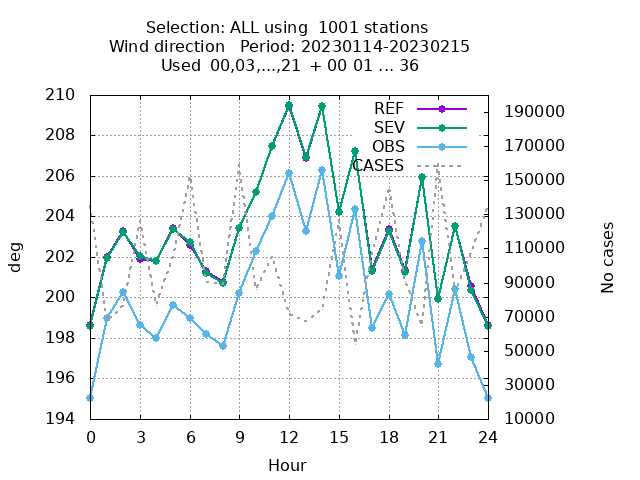 Selection: ALL using  1001 stations
Wind direction   Period: 20230114-20230215
Used  00,03,...,21  + 00 01 ... 36
REF
SEV
OBS
CASES
210
208
206
204
202
200
198
196
194
deg
190000
170000
150000
130000
110000
90000
70000
50000
30000
10000
No cases
0 3 6 9 12 15 18 21 24
Hour